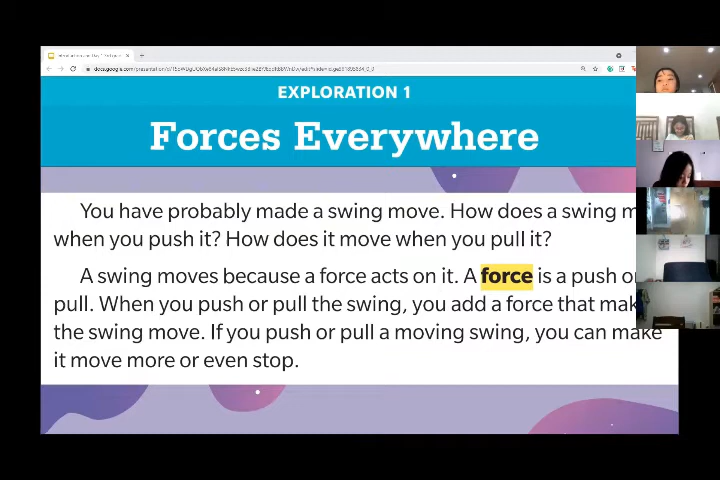 EXPLORATION 1
Forces Everywhere
You have probably made a swing move. How does a swing m
when you push it? How does it move when you pull it?
A swing moves because a force acts on it. A force is a push or
pull. When you push or pull the swing, you add a force that mak
the swing move. If you push or pull a moving swing, you can make
it move more or even stop.